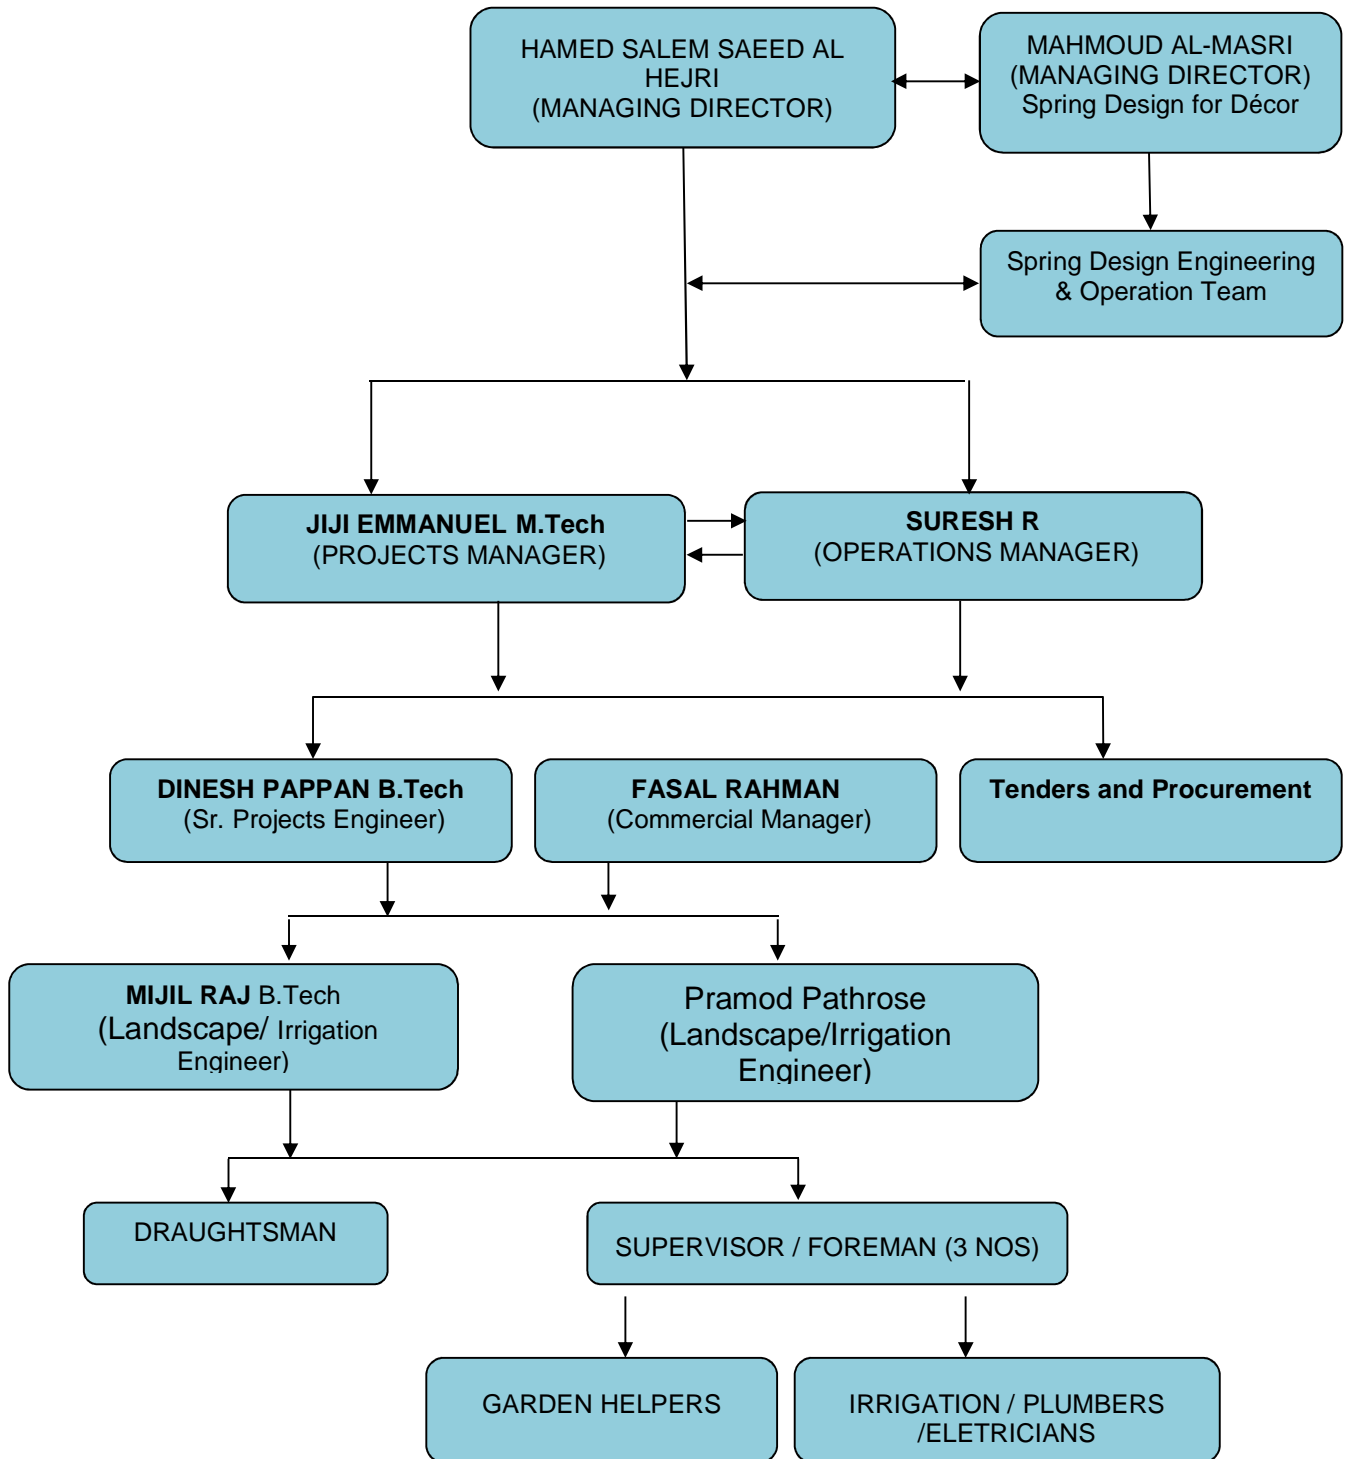 HAMED SALEM SAEED AL
HEJRI
(MANAGING DIRECTOR)
MAHMOUD AL-MASRI
(MANAGING DIRECTOR)
Spring Design for Décor
Spring Design Engineering
& Operation Team
JIJI EMMANUEL M.Tech
(PROJECTS MANAGER)
SURESH R
(OPERATIONS MANAGER)
DINESH PAPPAN B.Tech
(Sr. Projects Engineer)
FASAL RAHMAN
(Commercial Manager)
Tenders and Procurement
MIJIL RAJ B.Tech
(Landscape/ Irrigation
Engineer)
Pramod Pathrose
(Landscape/Irrigation
Engineer)
DRAUGHTSMAN
SUPERVISOR / FOREMAN (3 NOS)
GARDEN HELPERS
IRRIGATION / PLUMBERS
/ELETRICIANS